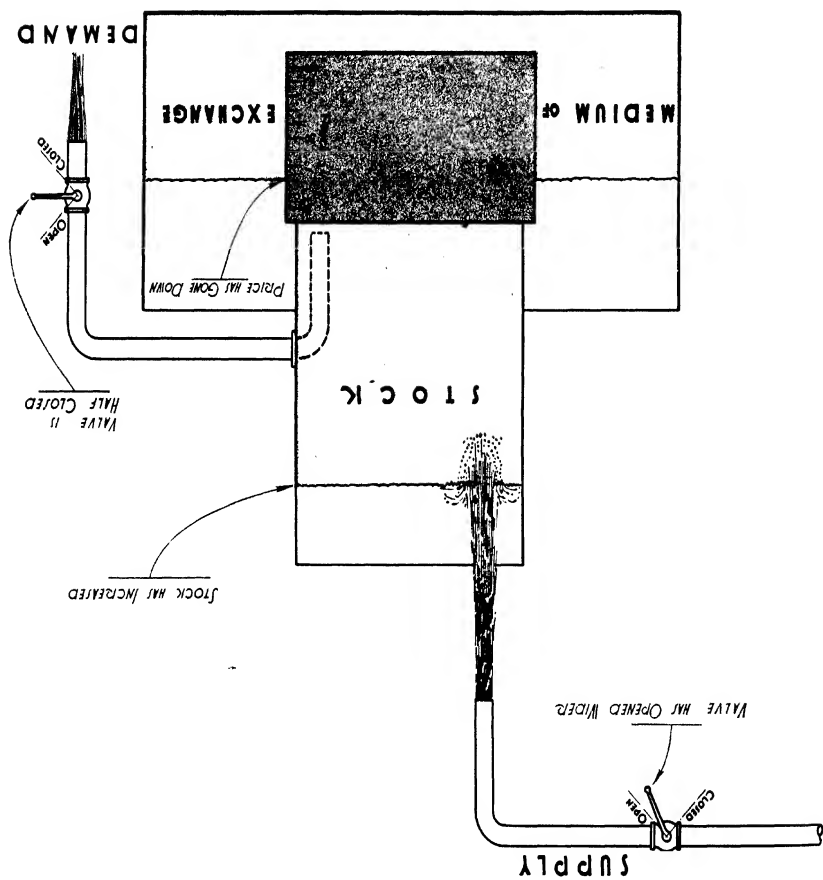 SUPPLY
CLOSED
OPEN
VALVE HAS OPENED WIDER
STOCK HAS INCREASED
VALVE IS
HALF CLOSED
STOCK
PRICE HAS GONE DOWN
OPEN
CLOSED
MEDIUM OF EXCHANGE
DEMAND